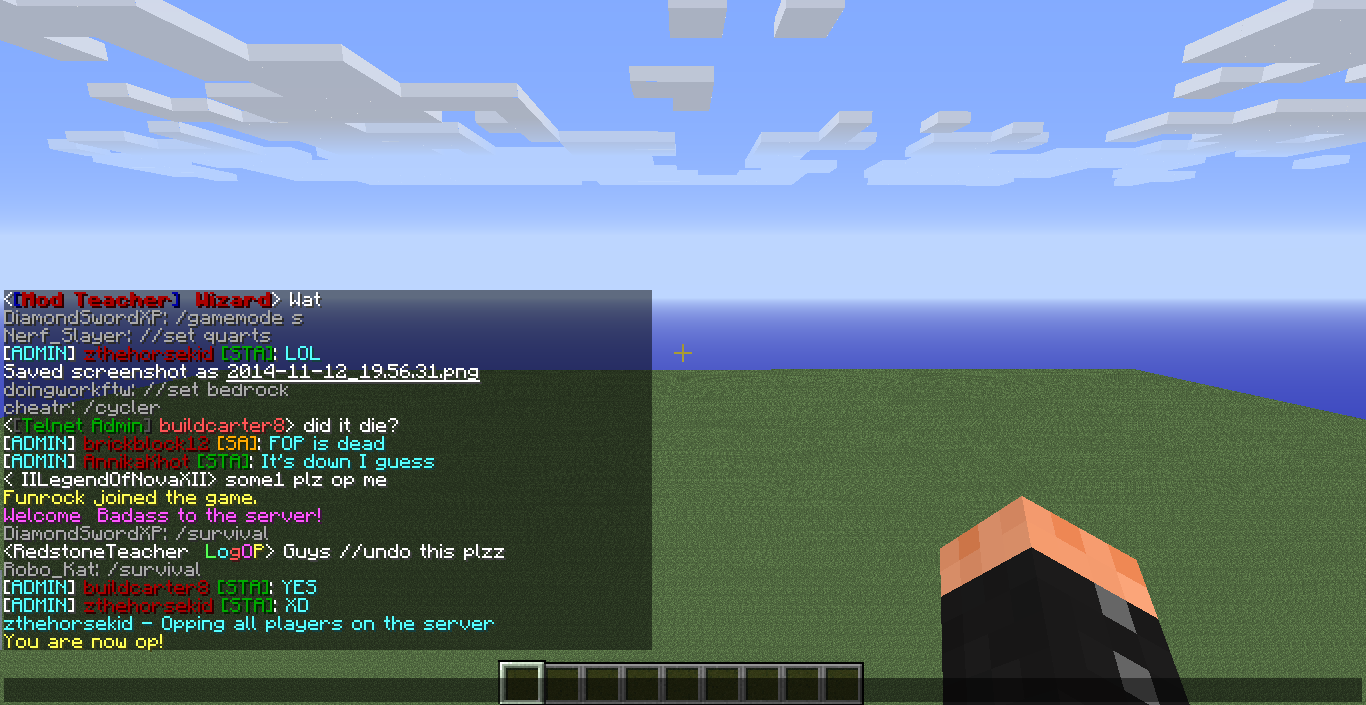 <[Mod Teacher] Wizard> Wat
DiamondSwordXP: /gamemode s
Nerf_Slayer: //set quarts
[ADMIN] zthehorsekid [STA]: LOL
Saved screenshot as 2014-11-12_19.56.31.png
doingworkftw: //set bedrock
cheatr: /cycler
<[Telnet Admin] buildcarter8> did it die?
[ADMIN] brickblock12 [SA]: FOP is dead
[ADMIN] AnnikaKhot [STA]: It's down I guess
< IILegendOfNovaXII> some1 plz op me
Funrock joined the game.
Welcome  Badass to the server!
DiamondSwordXP: /survival
<RedstoneTeacher  LogOP> Guys //undo this plzz
Robo_Kat: /survival
[ADMIN] buildcarter8 [STA]: YES
[ADMIN] zthehorsekid [STA]: XD
zthehorsekid - Opping all players on the server
You are now op!